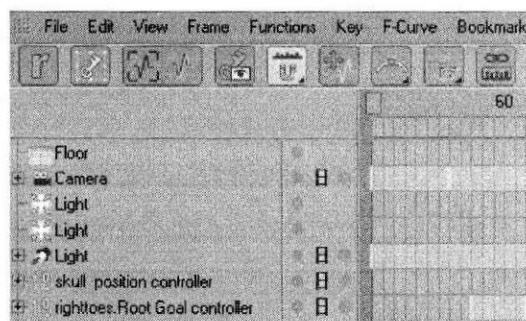 File Edit View Frame Functions Key F-Curve Bookmark
60
Floor
Camera
Light
Light
Light
skull position controller
righttoes.Root Goal controller